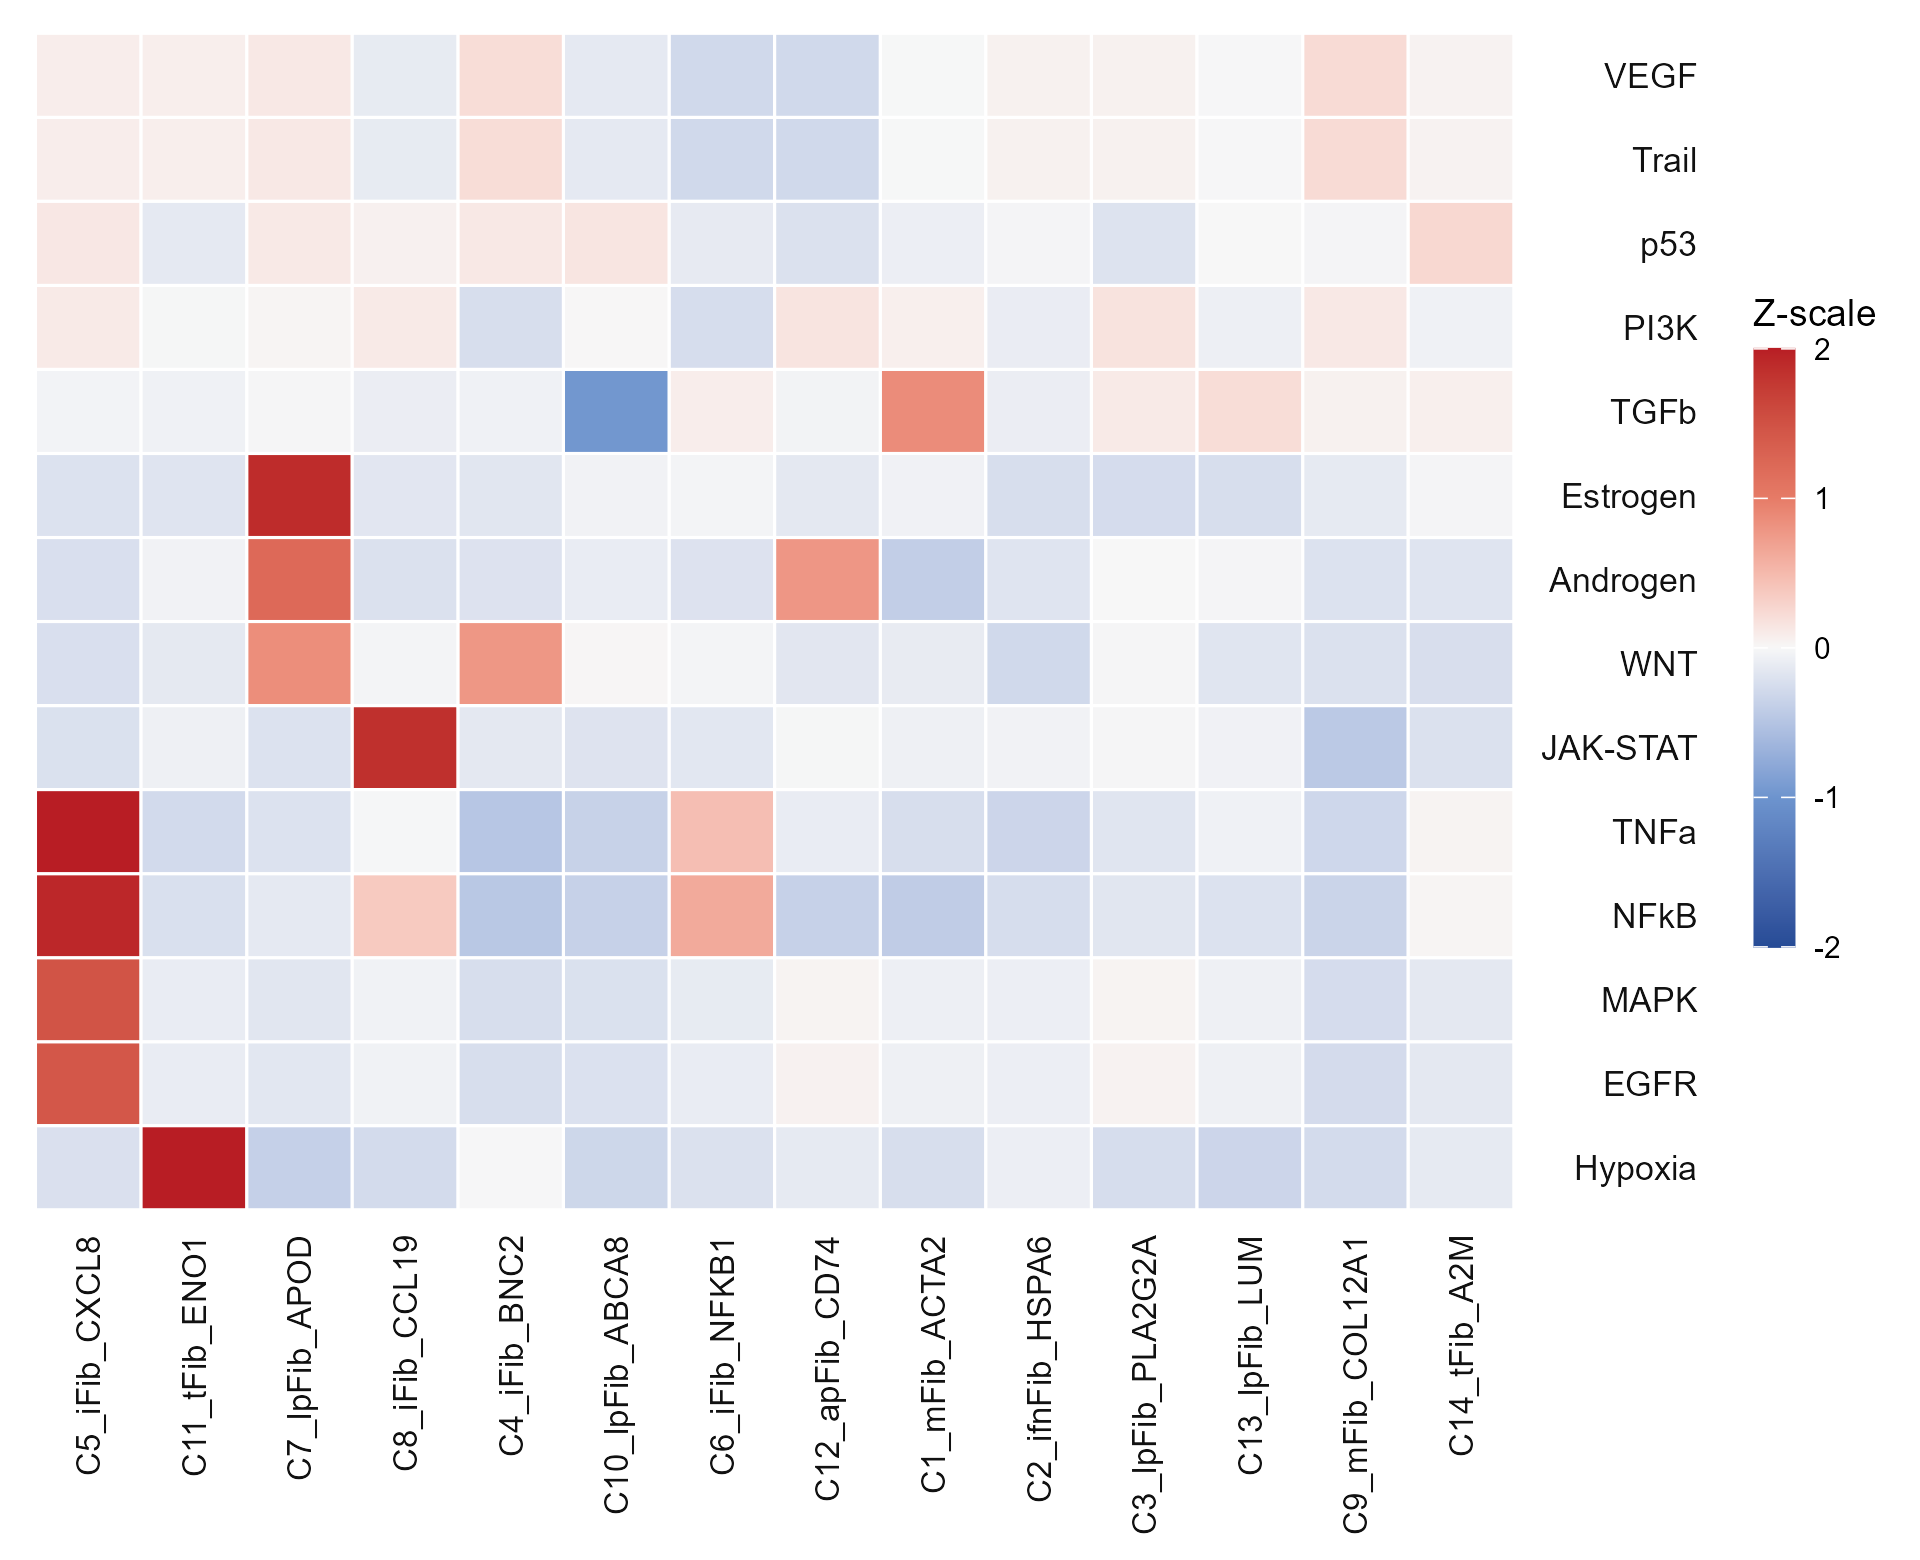 VEGF
Trail
p53
PI3K
TGFb
Estrogen
Androgen
WNT
JAK-STAT
TNFa
NFkB
MAPK
EGFR
Hypoxia
Z-scale
2
1
0
-1
-2
C5_iFib_CXCL8
C11_tFib_ENO1
C7_lpFib_APOD
C8_iFib_CCL19
C4_iFib_BNC2
C10_lpFib_ABCA8
C6_iFib_NFKB1
C12_apFib_CD74
C1_mFib_ACTA2
C2_ifnFib_HSPA6
C3_lpFib_PLA2G2A
C13_lpFib_LUM
C9_mFib_COL12A1
C14_tFib_A2M